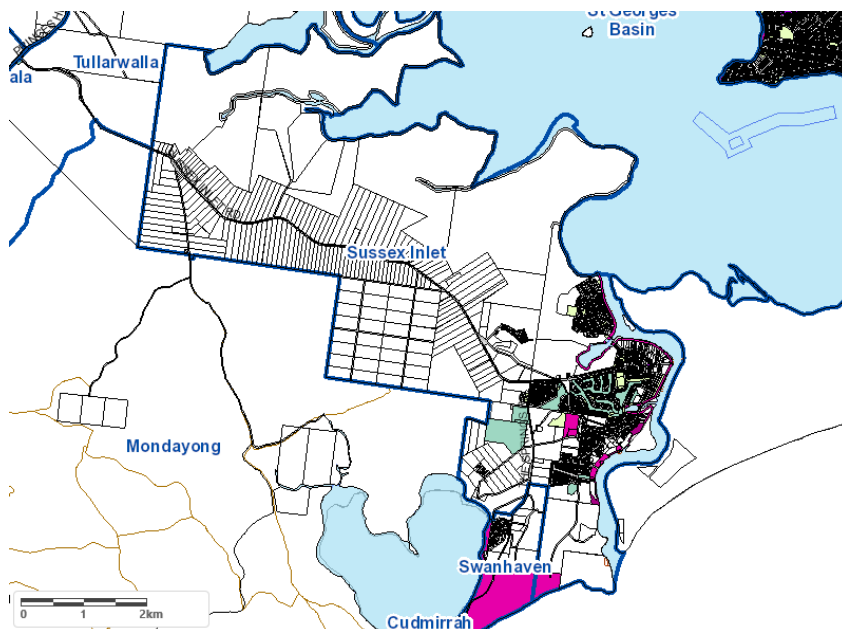 St Georges
Basin
Tullarwalla
ala
Sussex Inlet
Mondayong
Swanhaven
Cudmirrah
0 1 2km